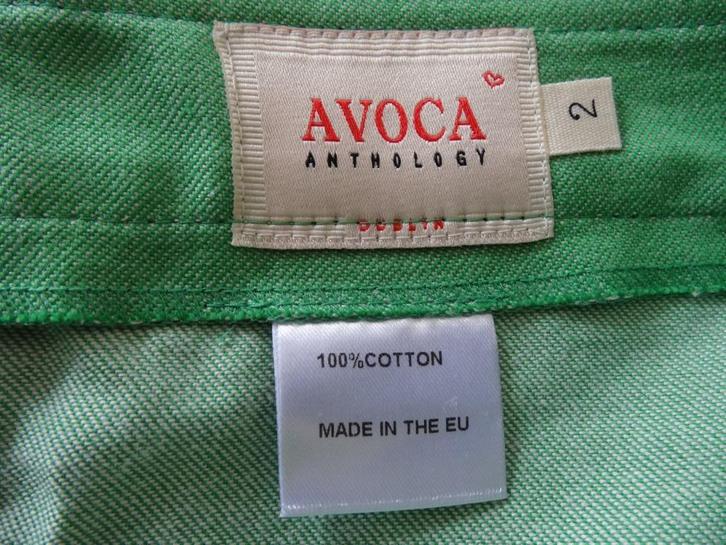 AVOCA
ANTHOLOGY
DUBLIN
2
100%COTTON
MADE IN THE EU